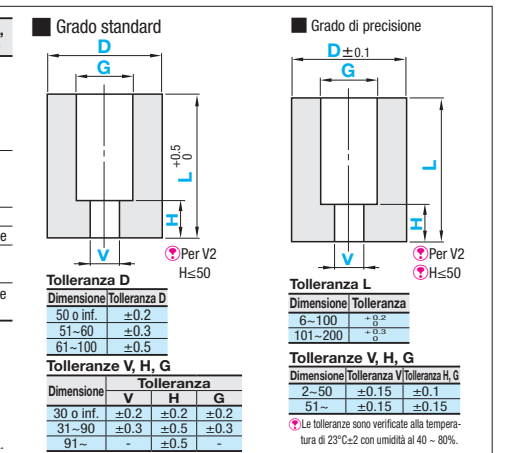 ■ Grado standard
D
G
+0.5
0
L
H
V
Per V2
H≤50
Tolleranza D
Dimensione Tolleranza D
50 o inf. ±0.2
51~60 ±0.3
61~100 ±0.5
Tolleranze V, H, G
Dimensione Tolleranza
V H G
30 o inf. ±0.2 ±0.2 ±0.2
31~90 ±0.3 ±0.5 ±0.3
91~ - ±0.5 -
■ Grado di precisione
D±0.1
G
L
H
V
Per V2
H≤50
Tolleranza L
Dimensione Tolleranza
6~100 +0.2 0
101~200 +0.3 0
Tolleranze V, H, G
Dimensione Tolleranza V Tolleranza H, G
2~50 ±0.15 ±0.1
51~ ±0.15 ±0.15
Le tolleranze sono verificate alla tempera-
tura di 23°C±2 con umidità al 40 ~ 80%.